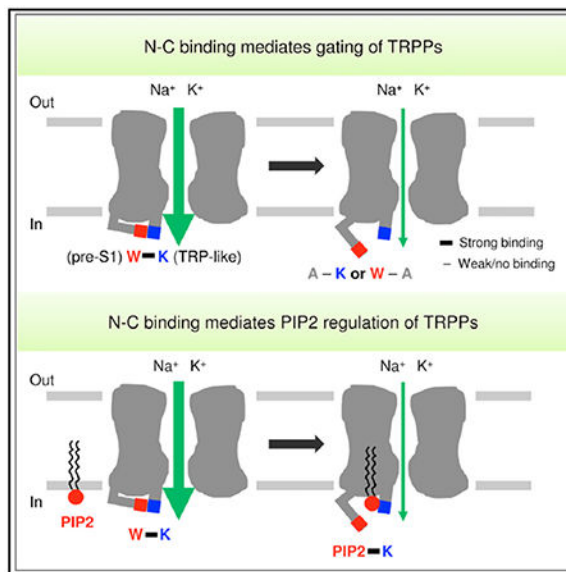 N-C binding mediates gating of TRPPs
Na⁺ K⁺
Na⁺ K⁺
Out
In
(pre-S1) W ━ K (TRP-like)
A – K or W – A
━ Strong binding
– Weak/no binding
N-C binding mediates PIP2 regulation of TRPPs
Na⁺ K⁺
Na⁺ K⁺
Out
In
PIP2
W ━ K
PIP2 ━ K